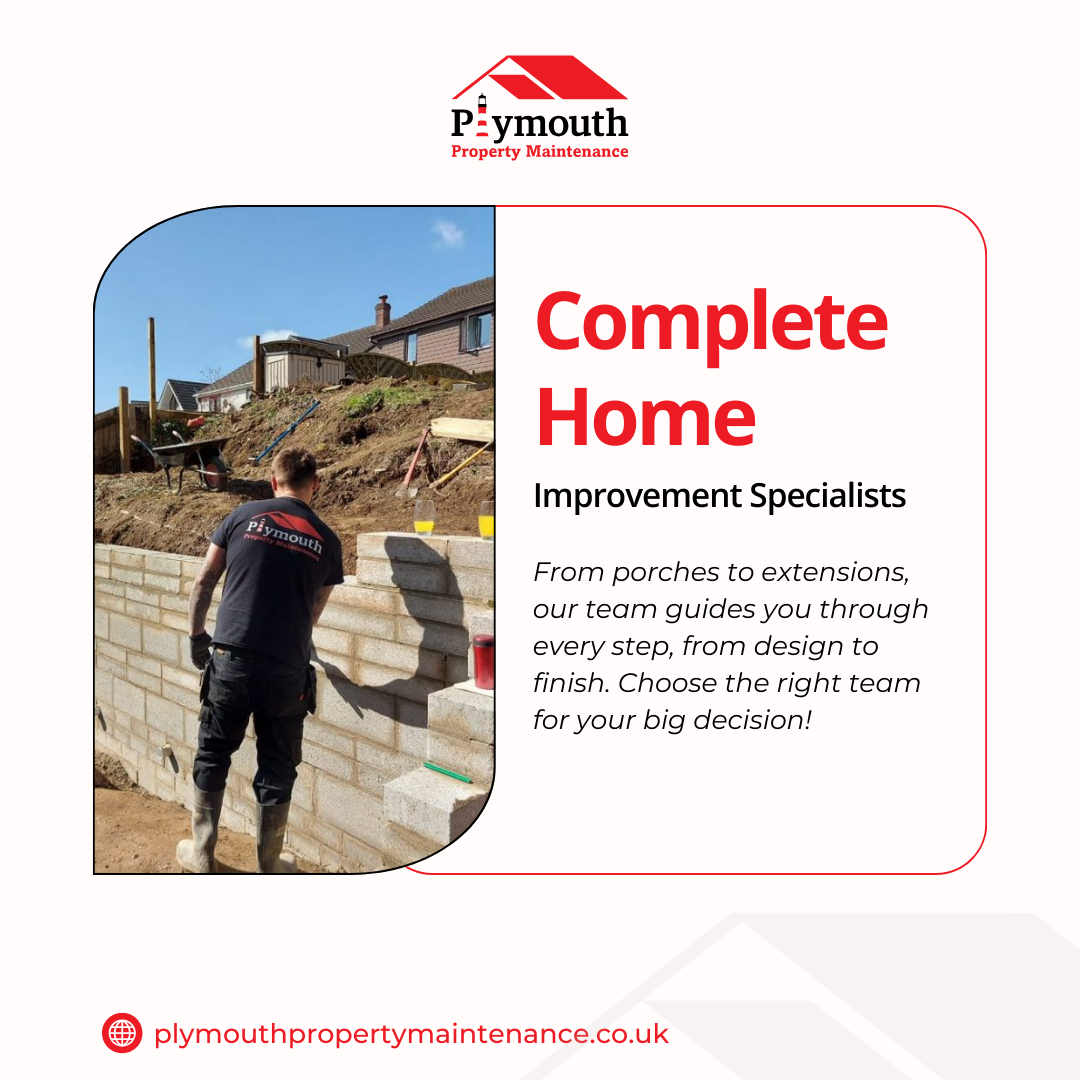 Plymouth
Property Maintenance
Complete
Home
Improvement Specialists
From porches to extensions,
our team guides you through
every step, from design to
finish. Choose the right team
for your big decision!
Plymouth
Property Maintenance
plymouthpropertymaintenance.co.uk